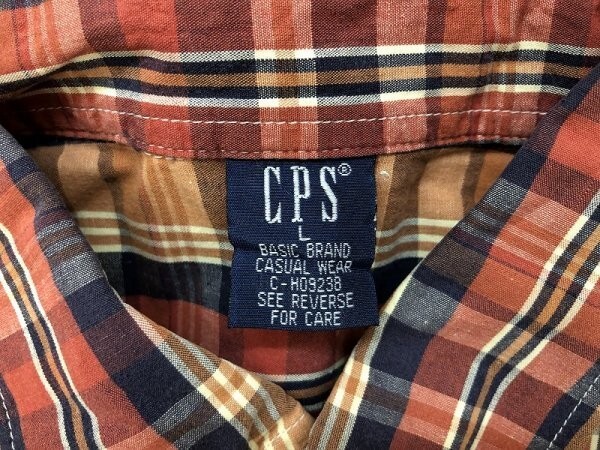 CPS®
L
BASIC BRAND
CASUAL WEAR
C-H09238
SEE REVERSE
FOR CARE